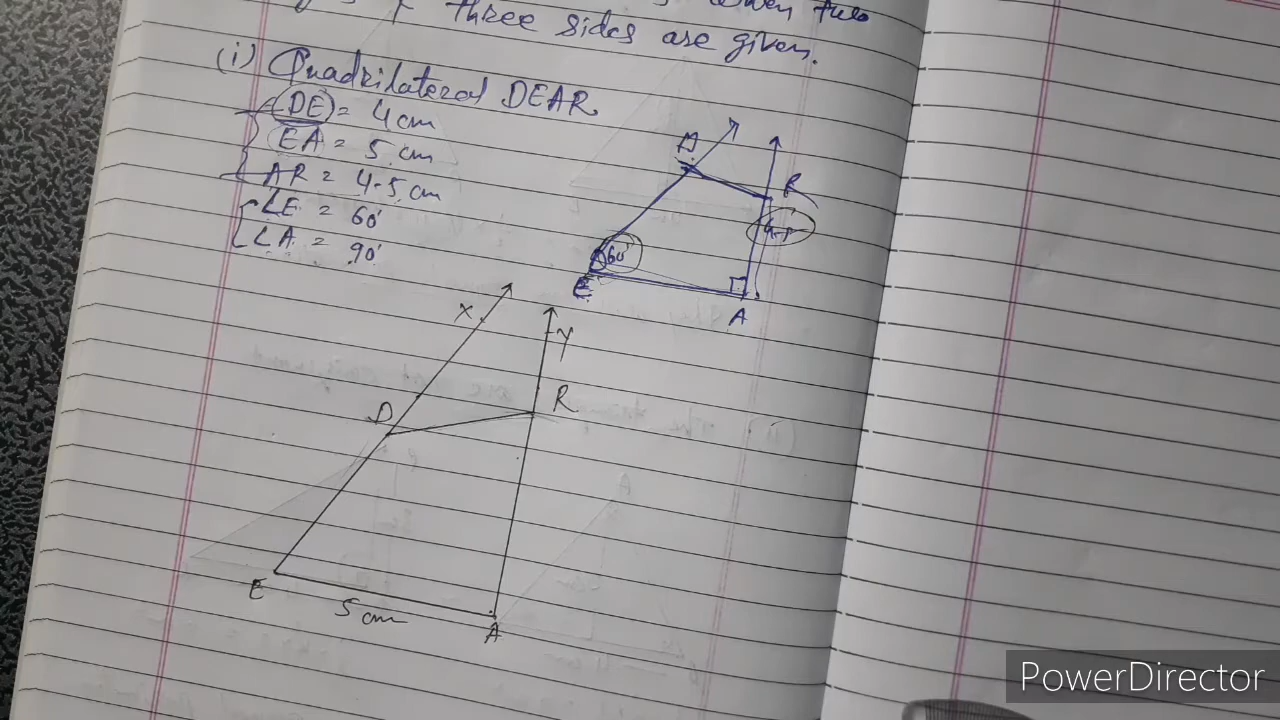 three sides are given.
(i) Quadrilateral DEAR
DE = 4 cm
EA = 5 cm
AR = 4.5 cm
∠E = 60°
∠A = 90°
D
R
60°
4.5
E
A
X
Y
D
R
E
5 cm
A
PowerDirector